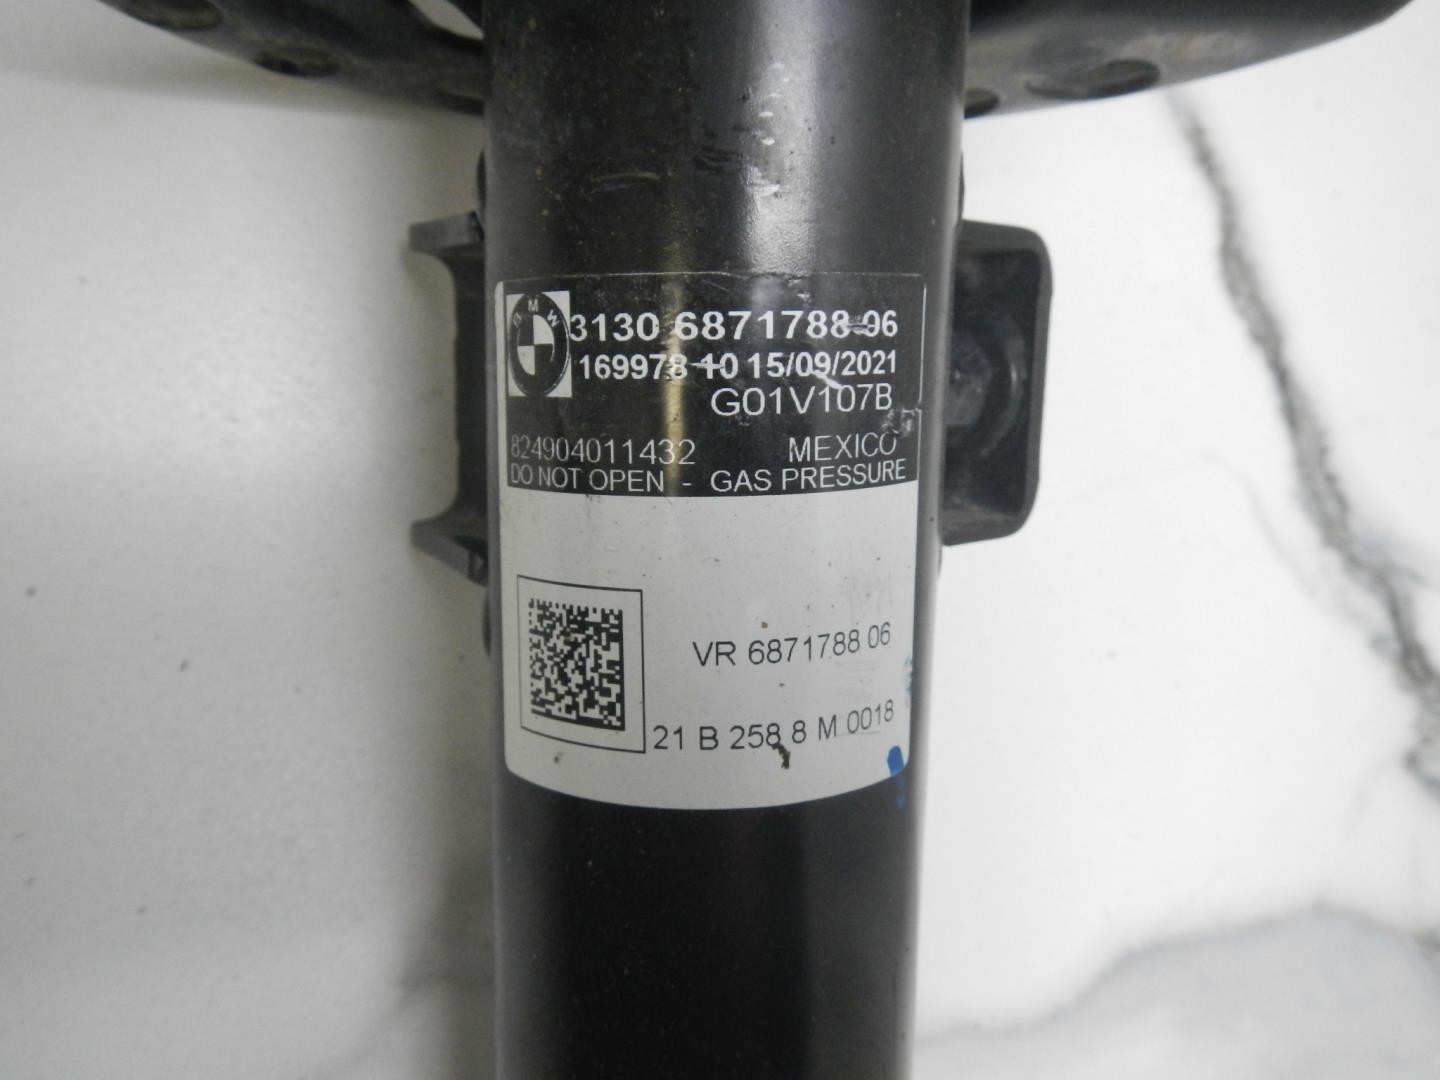 BMW
3130 6871788-06
169978-10 15/09/2021
G01V107B
824904011432 MEXICO
DO NOT OPEN - GAS PRESSURE
VR 6871788 06
21 B 258 8 M 0018